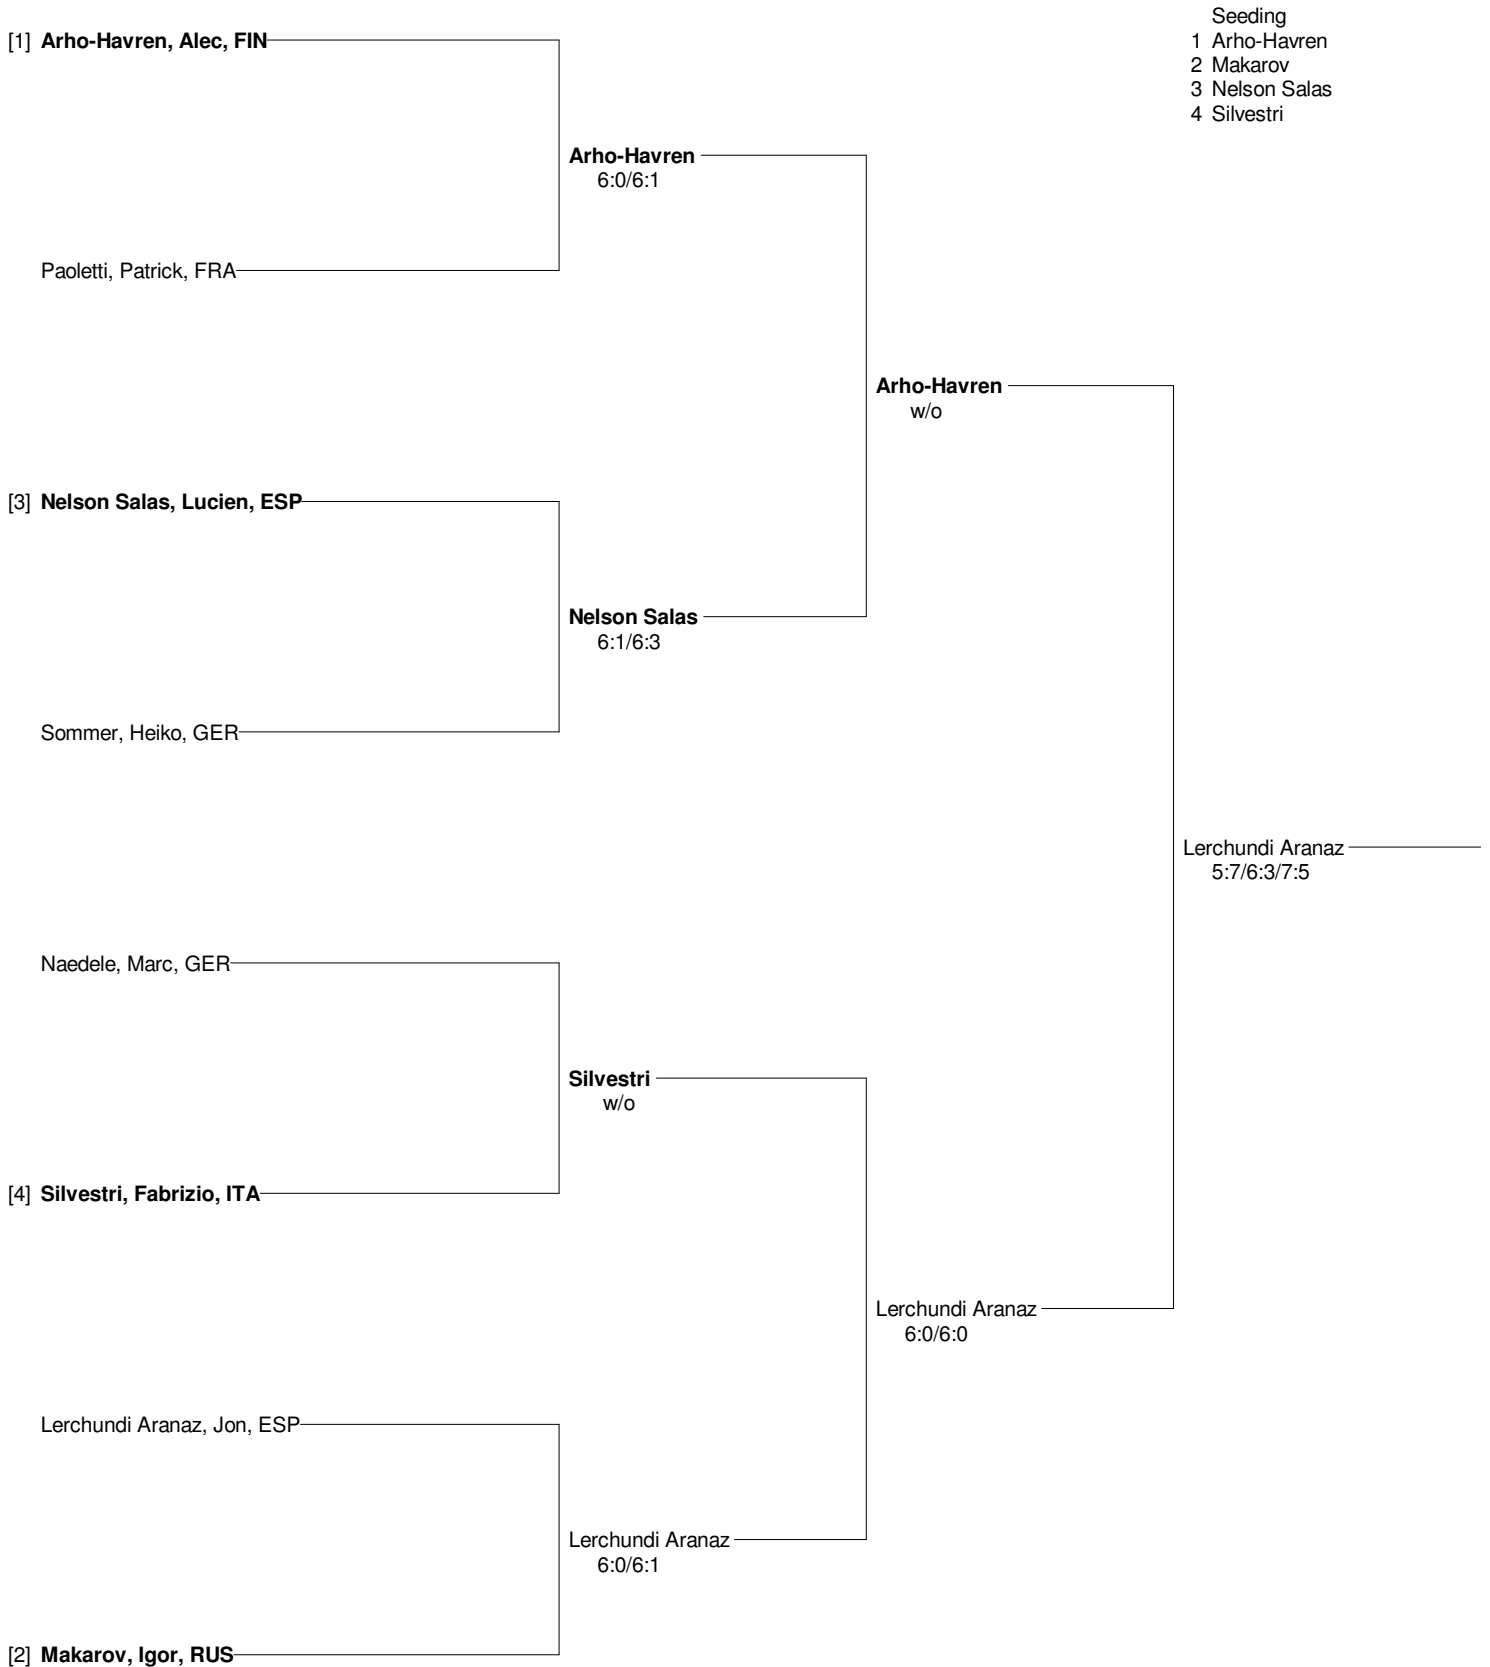 Seeding
[1] Arho-Havren, Alec, FIN
1 Arho-Havren
2 Makarov
3 Nelson Salas
4 Silvestri
Arho-Havren
6:0/6:1
Paoletti, Patrick, FRA
Arho-Havren
w/o
[3] Nelson Salas, Lucien, ESP
Nelson Salas
6:1/6:3
Sommer, Heiko, GER
Lerchundi Aranaz
5:7/6:3/7:5
Naedele, Marc, GER
Silvestri
w/o
[4] Silvestri, Fabrizio, ITA
Lerchundi Aranaz
6:0/6:0
Lerchundi Aranaz, Jon, ESP
Lerchundi Aranaz
6:0/6:1
[2] Makarov, Igor, RUS